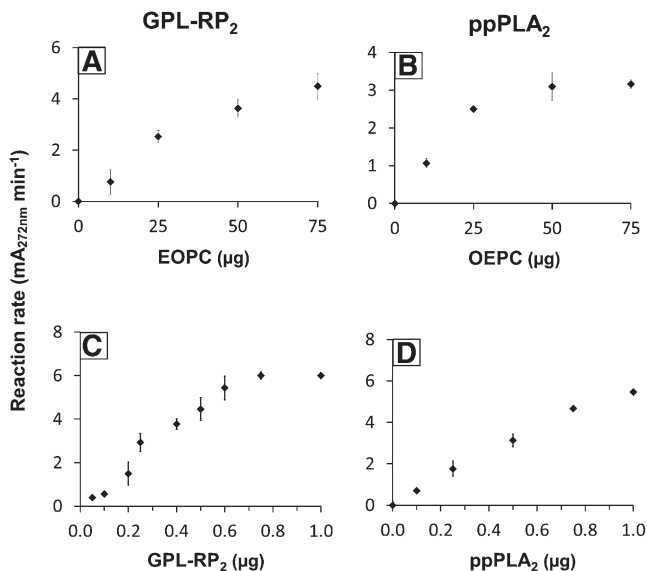 GPL-RP₂ ppPLA₂
Reaction rate (mA₂₇₂ₙₘ min⁻¹)
A
6
4
2
0
0 25 50 75
EOPC (µg)
B
4
3
2
1
0
0 25 50 75
OEPC (µg)
C
8
6
4
2
0
0.0 0.2 0.4 0.6 0.8 1.0
GPL-RP₂ (µg)
D
8
6
4
2
0
0.0 0.2 0.4 0.6 0.8 1.0
ppPLA₂ (µg)